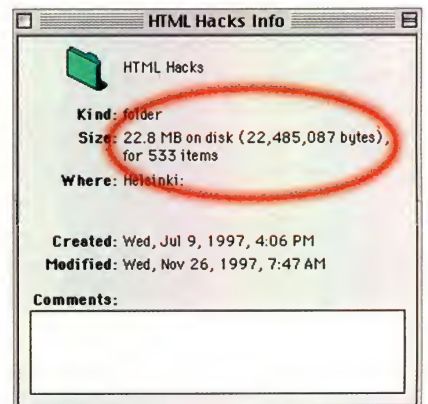 HTML Hacks Info
HTML Hacks
Kind: folder
Size: 22.8 MB on disk (22,485,087 bytes),
for 533 items
Where: Helsinki:
Created: Wed, Jul 9, 1997, 4:06 PM
Modified: Wed, Nov 26, 1997, 7:47 AM
Comments: